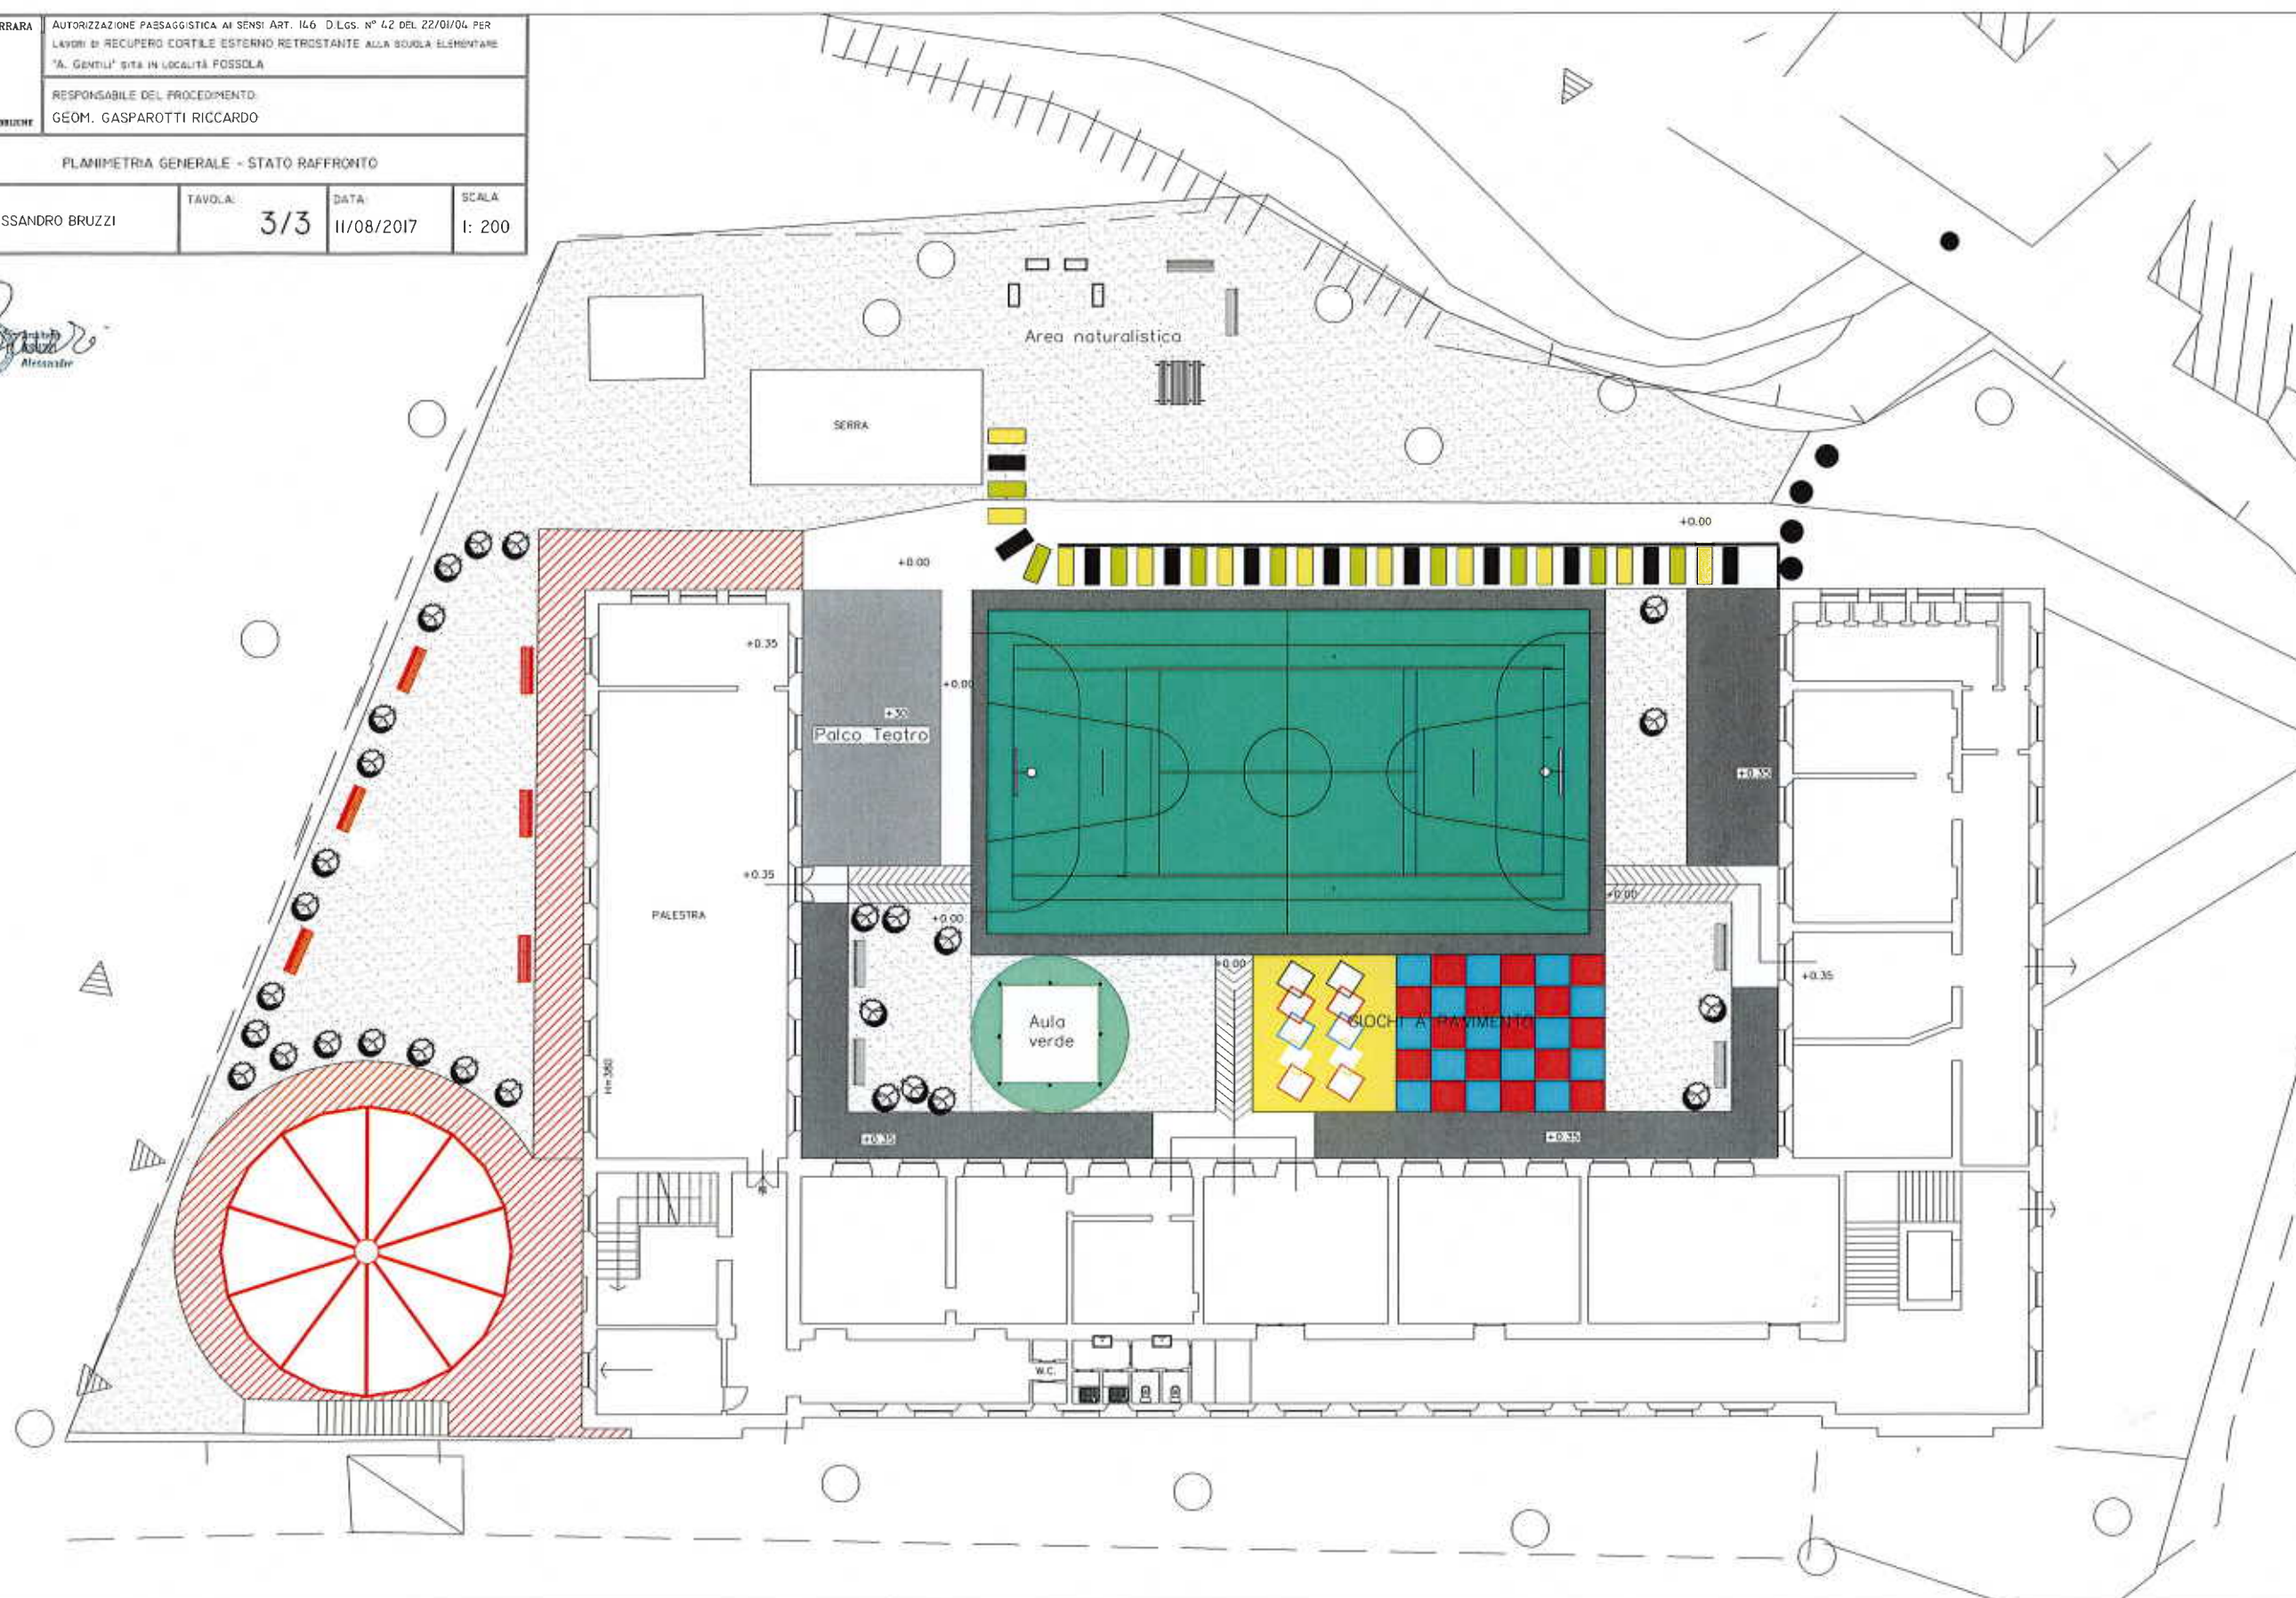 RRARA
AUTORIZZAZIONE PAESAGGISTICA AI SENSI ART. 146 D.LGS. N° 42 DEL 22/01/04 PER
LAVORI DI RECUPERO CORTILE ESTERNO RETROSTANTE ALLA SCUOLA ELEMENTARE
"A. GENTILI" SITA IN LOCALITÀ FOSSOLA
RESPONSABILE DEL PROCEDIMENTO:
GEOM. GASPAROTTI RICCARDO
PLANIMETRIA GENERALE - STATO RAFFRONTO
SSANDRO BRUZZI
TAVOLA:
3/3
DATA:
11/08/2017
SCALA
1: 200
Alessandro
Area naturalistica
SERRA
+0.00
+0.00
+0.35
+0.00
+30
Palco Teatro
+0.35
+0.35
+0.00
PALESTRA
+0.00
+0.00
+0.35
Aula
verde
GIOCHI A PAVIMENTO
H=380
+0.35
+0.35
W.C.